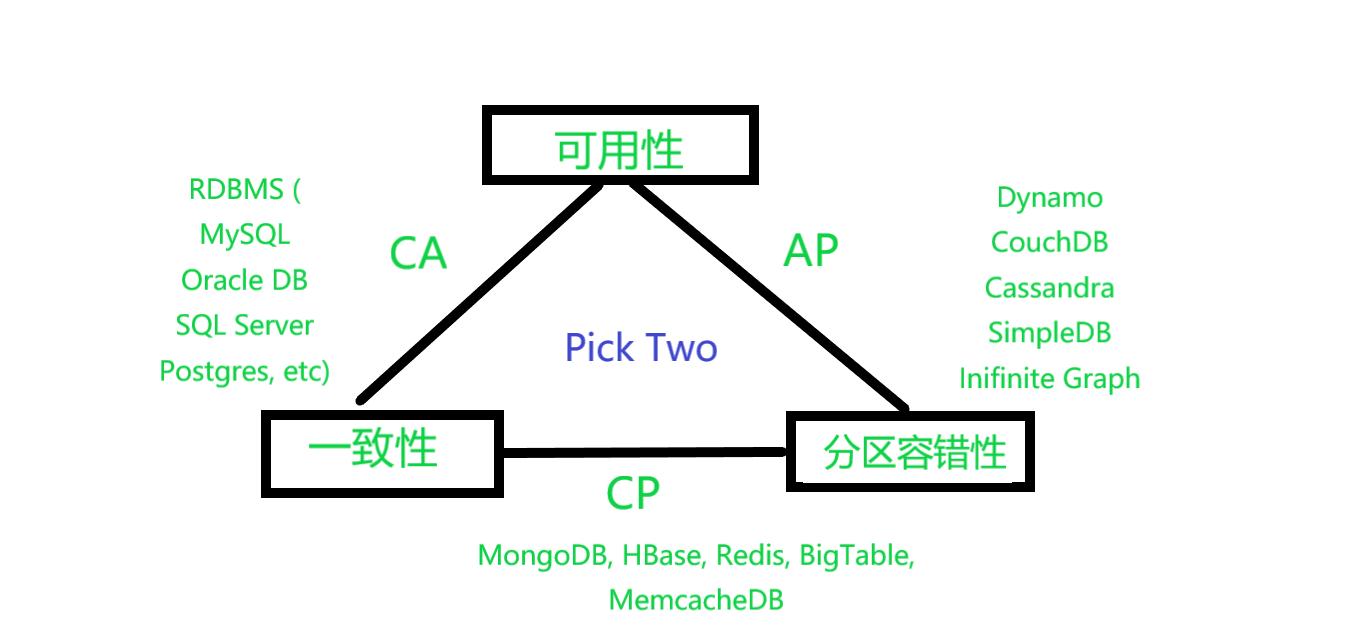 可用性
RDBMS (
MySQL
Oracle DB
SQL Server
Postgres, etc)
CA
AP
Dynamo
CouchDB
Cassandra
SimpleDB
Inifinite Graph
Pick Two
一致性
分区容错性
CP
MongoDB, HBase, Redis, BigTable,
MemcacheDB